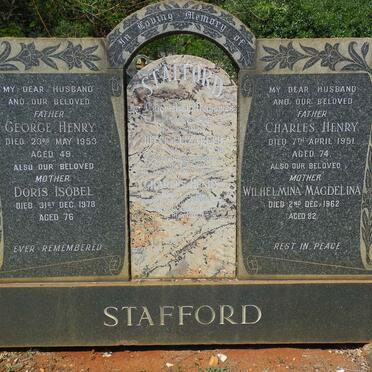 In Loving Memory of
MY DEAR HUSBAND
AND OUR BELOVED
FATHER
GEORGE HENRY
DIED 23RD MAY 1953
AGED 49
ALSO OUR BELOVED
MOTHER
DORIS ISOBEL
DIED 31ST DEC. 1978
AGED 76
EVER REMEMBERED
STAFFORD
MY DEAR HUSBAND
AND OUR BELOVED
FATHER
CHARLES HENRY
DIED 7TH APRIL 1951
AGED 74
ALSO OUR BELOVED
MOTHER
WILHELMINA MAGDELINA
DIED 2ND DEC. 1962
AGED 82
REST IN PEACE
STAFFORD